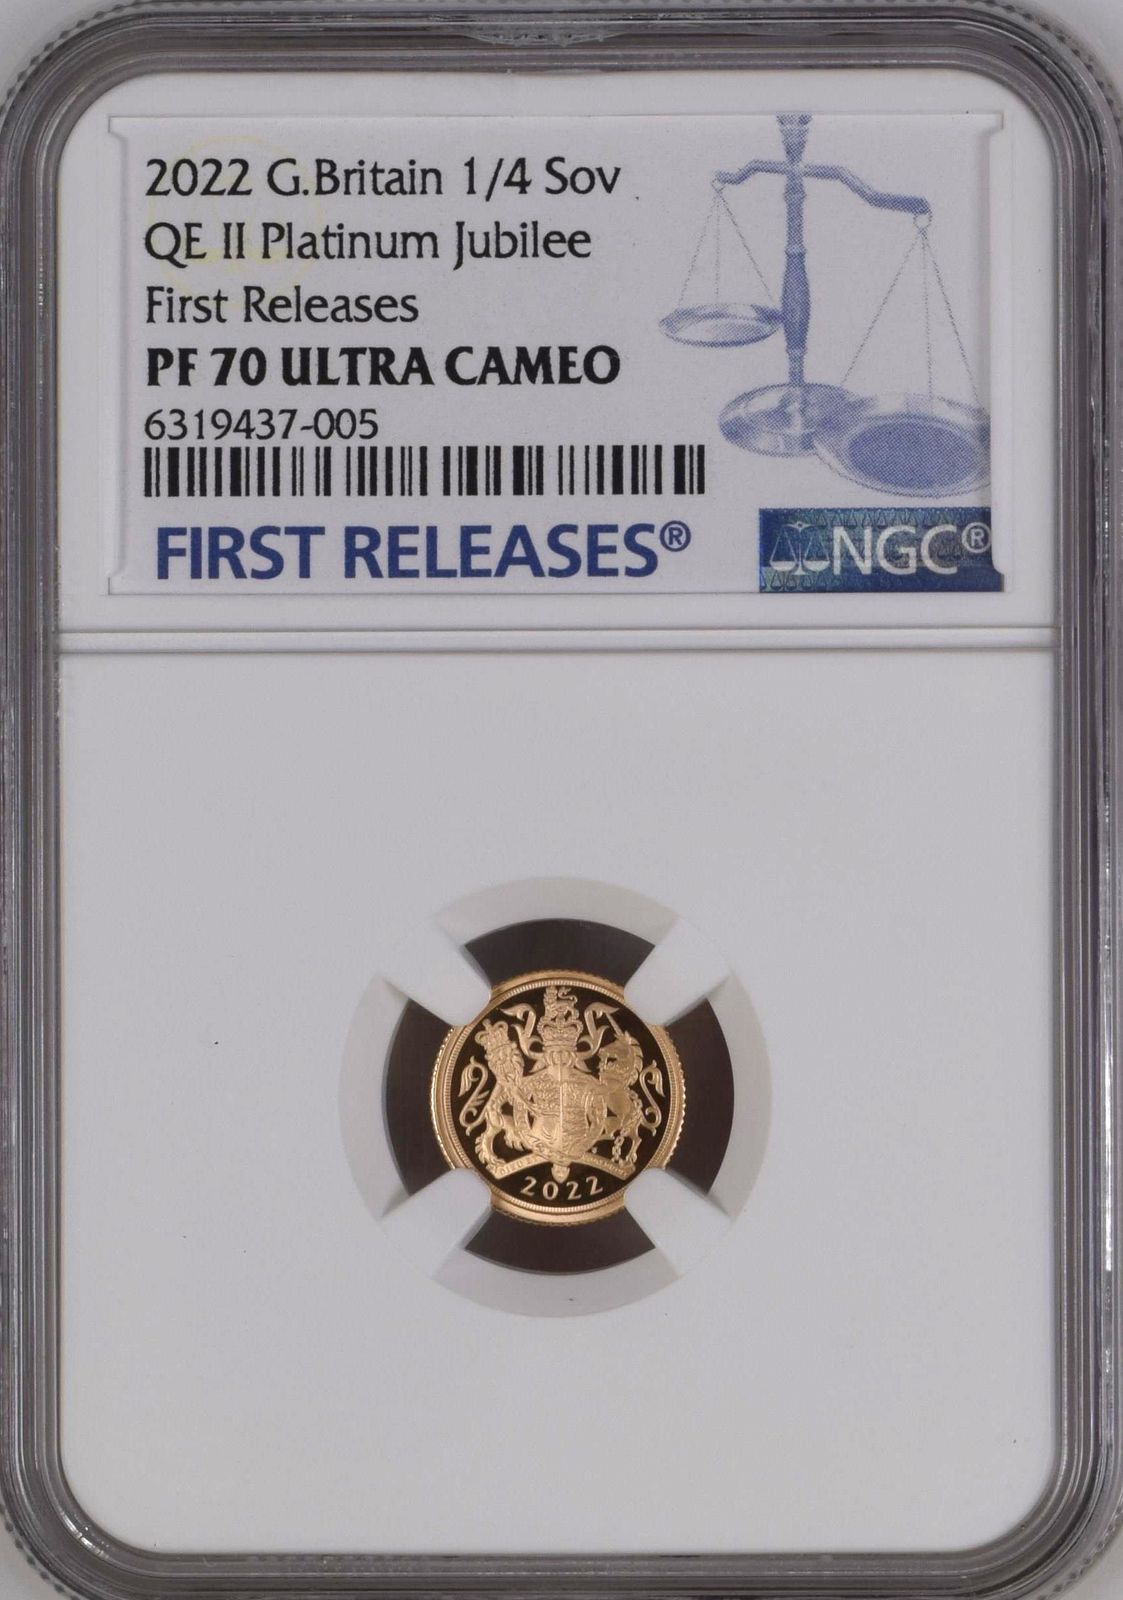 2022 G.Britain 1/4 Sov
QE II Platinum Jubilee
First Releases
PF 70 ULTRA CAMEO
6319437-005
FIRST RELEASES®
NGC®
2022